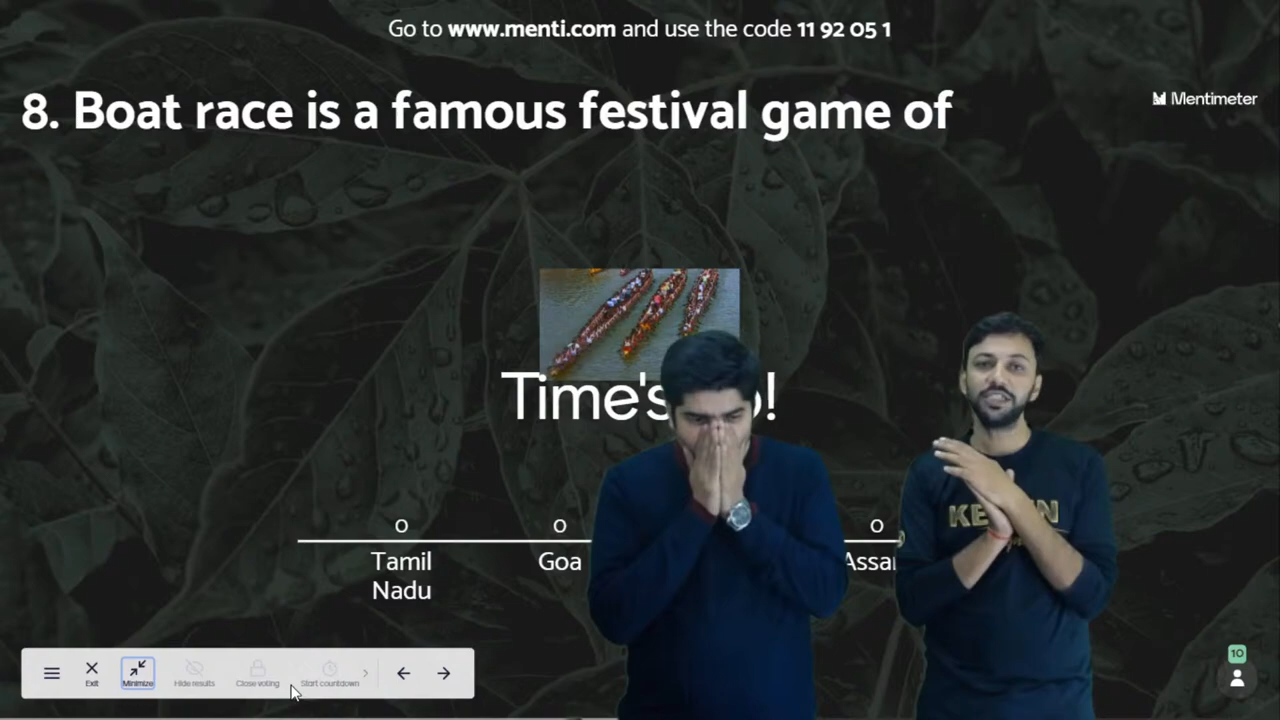 Go to www.menti.com and use the code 11 92 05 1
8. Boat race is a famous festival game of
Mentimeter
Time's
!
0
0
0
Tamil
Nadu
Goa
10
Exit
Minimize
Hide results
Close voting
Start countdown